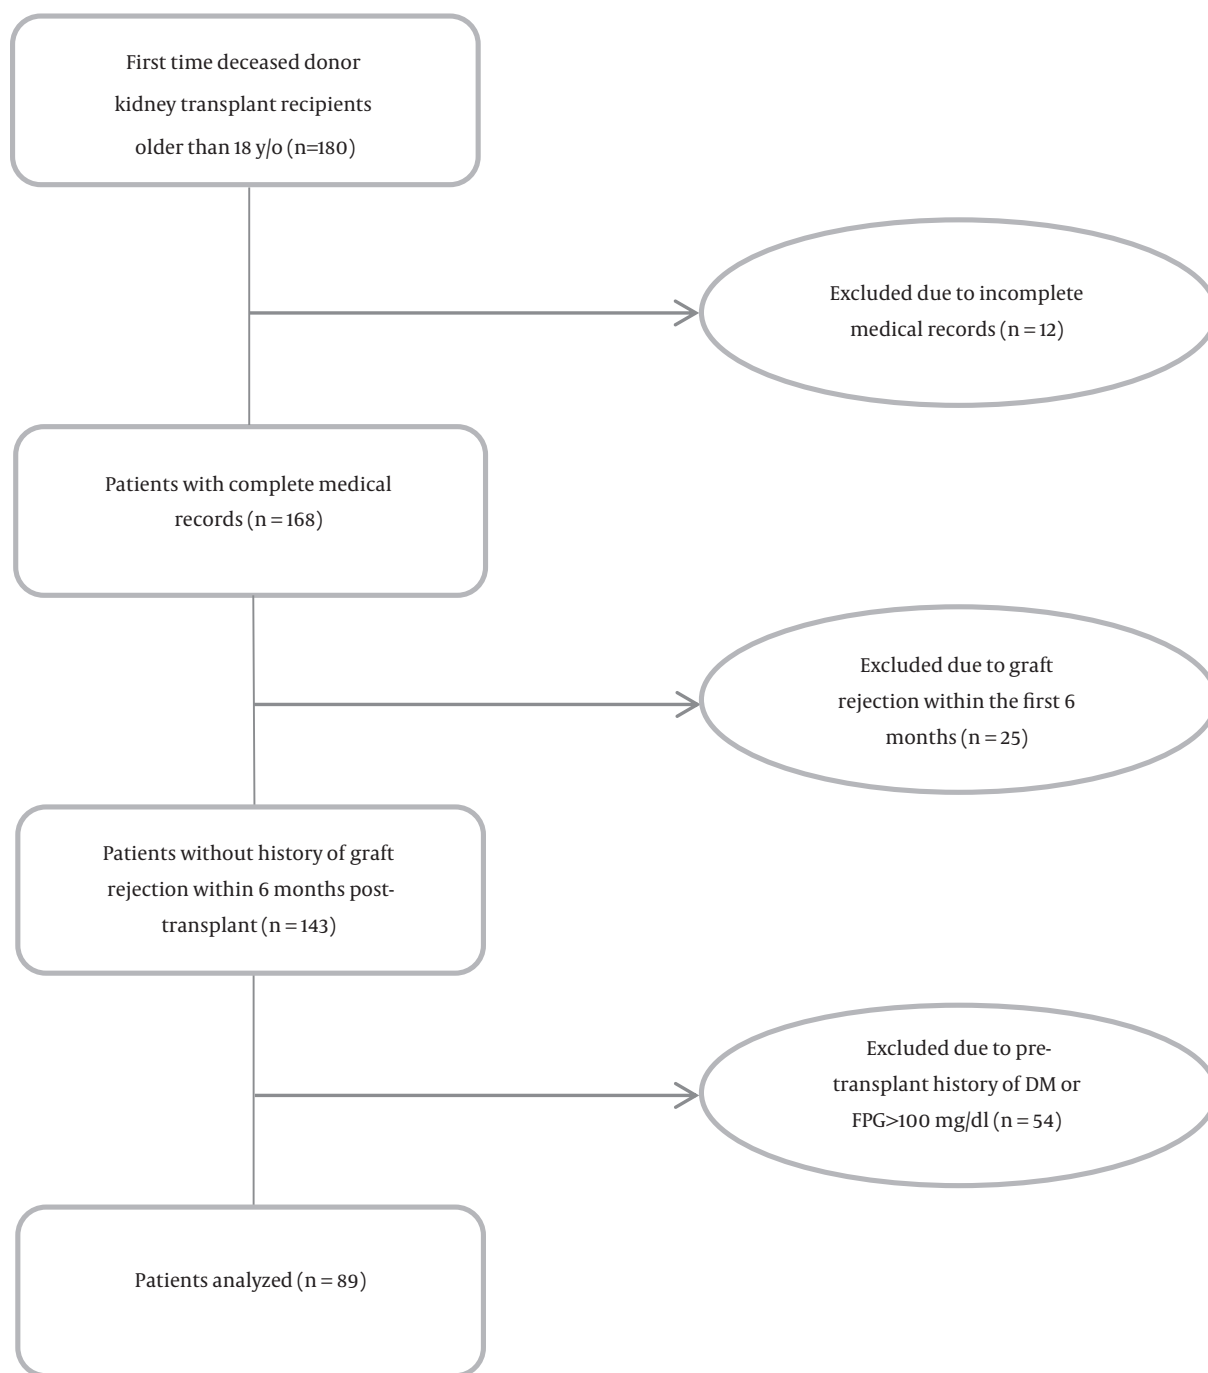 First time deceased donor
kidney transplant recipients
older than 18 y/o (n=180)
Excluded due to incomplete
medical records (n = 12)
Patients with complete medical
records (n = 168)
Excluded due to graft
rejection within the first 6
months (n = 25)
Patients without history of graft
rejection within 6 months post-
transplant (n = 143)
Excluded due to pre-
transplant history of DM or
FPG>100 mg/dl (n = 54)
Patients analyzed (n = 89)